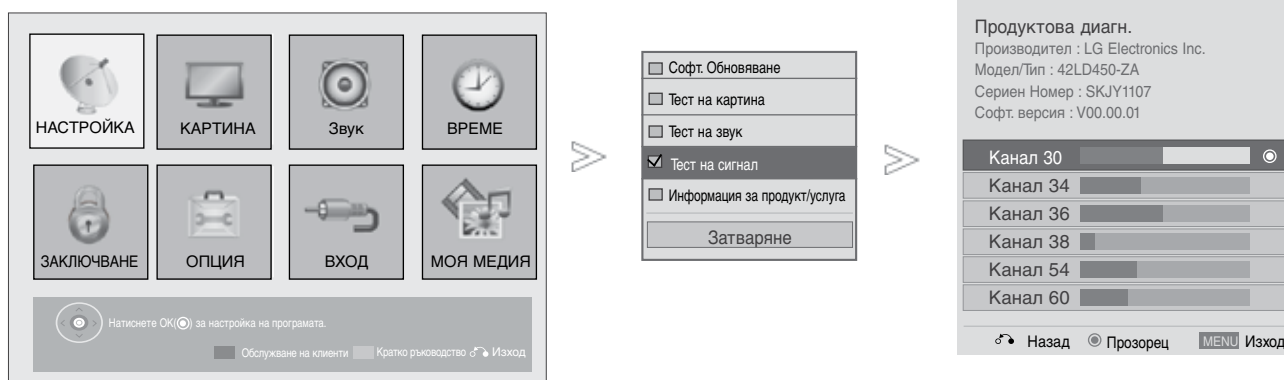 НАСТРОЙКА
КАРТИНА
Звук
ВРЕМЕ
ЗАКЛЮЧВАНЕ
ОПЦИЯ
ВХОД
МОЯ МЕДИЯ
Натиснете ОК(◉) за настройка на програмата.
Обслужване на клиенти Кратко ръководство Изход
Софт. Обновяване
Тест на картина
Тест на звук
Тест на сигнал
Информация за продукт/услуга
Затваряне
Продуктова диагн.
Производител : LG Electronics Inc.
Модел/Тип : 42LD450-ZA
Сериен Номер : SKJY1107
Софт. версия : V00.00.01
Канал 30
Канал 34
Канал 36
Канал 38
Канал 54
Канал 60
Назад ◉ Прозорец MENU Изход